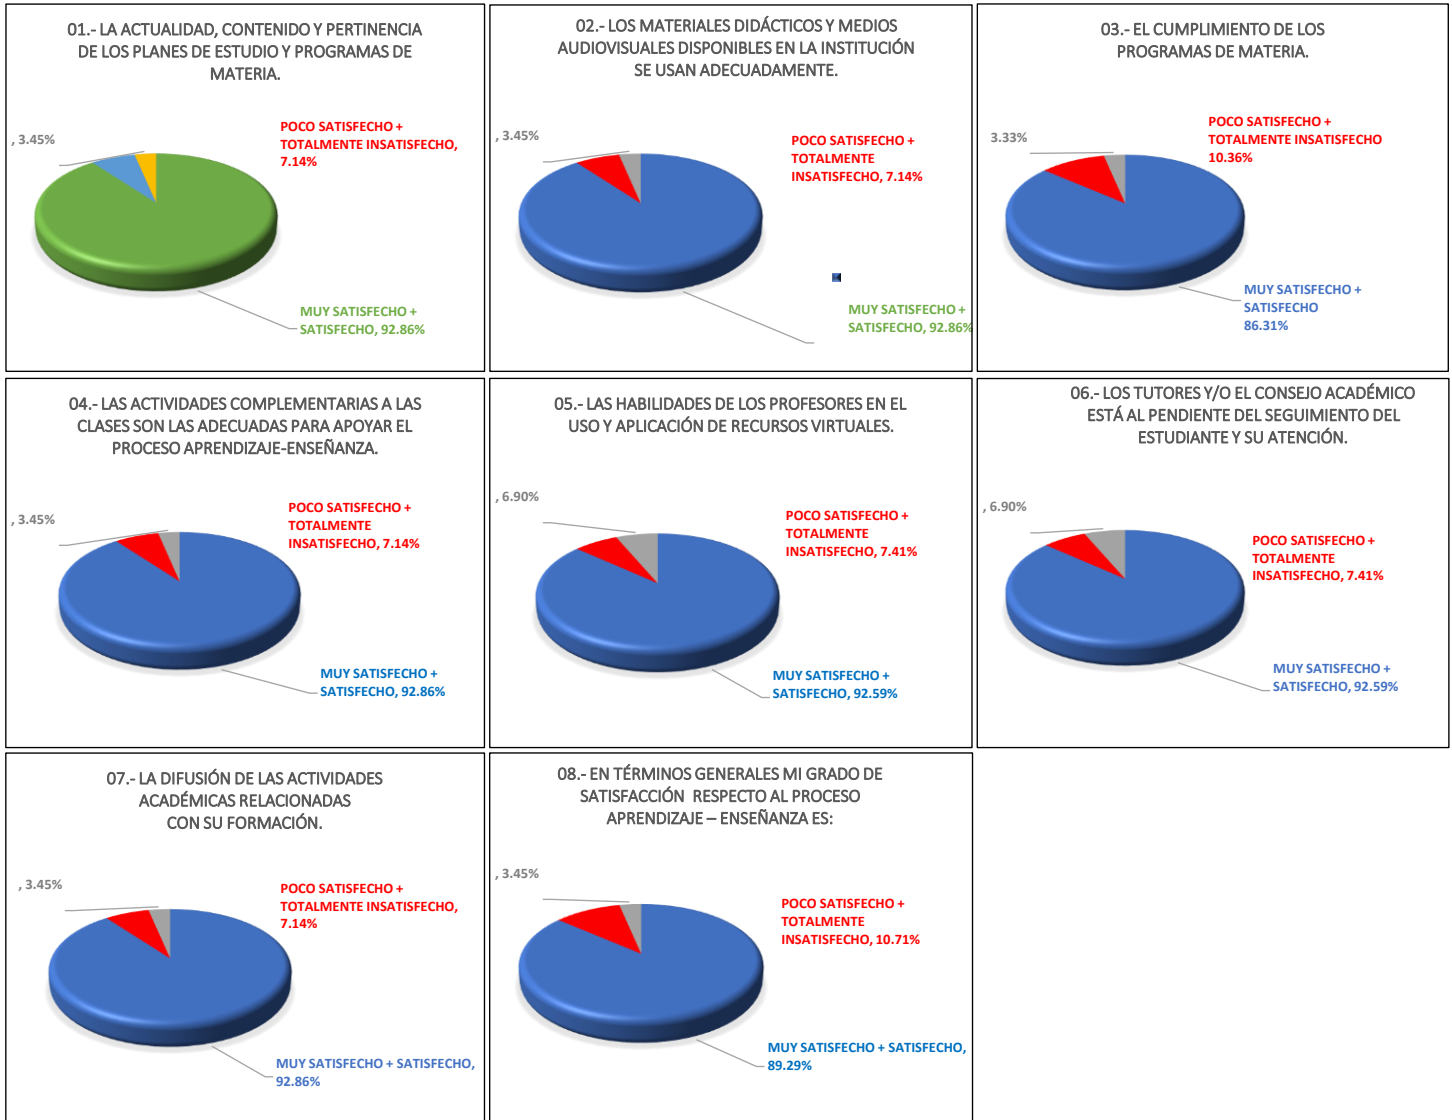 01.- LA ACTUALIDAD, CONTENIDO Y PERTINENCIA
DE LOS PLANES DE ESTUDIO Y PROGRAMAS DE
MATERIA.
, 3.45%
POCO SATISFECHO +
TOTALMENTE INSATISFECHO,
7.14%
MUY SATISFECHO +
SATISFECHO, 92.86%
02.- LOS MATERIALES DIDÁCTICOS Y MEDIOS
AUDIOVISUALES DISPONIBLES EN LA INSTITUCIÓN
SE USAN ADECUADAMENTE.
, 3.45%
POCO SATISFECHO +
TOTALMENTE
INSATISFECHO, 7.14%
MUY SATISFECHO +
SATISFECHO, 92.86%
03.- EL CUMPLIMIENTO DE LOS
PROGRAMAS DE MATERIA.
3.33%
POCO SATISFECHO +
TOTALMENTE INSATISFECHO
10.36%
MUY SATISFECHO +
SATISFECHO
86.31%
04.- LAS ACTIVIDADES COMPLEMENTARIAS A LAS
CLASES SON LAS ADECUADAS PARA APOYAR EL
PROCESO APRENDIZAJE-ENSEÑANZA.
, 3.45%
POCO SATISFECHO +
TOTALMENTE
INSATISFECHO, 7.14%
MUY SATISFECHO +
SATISFECHO, 92.86%
05.- LAS HABILIDADES DE LOS PROFESORES EN EL
USO Y APLICACIÓN DE RECURSOS VIRTUALES.
, 6.90%
POCO SATISFECHO +
TOTALMENTE
INSATISFECHO, 7.41%
MUY SATISFECHO +
SATISFECHO, 92.59%
06.- LOS TUTORES Y/O EL CONSEJO ACADÉMICO
ESTÁ AL PENDIENTE DEL SEGUIMIENTO DEL
ESTUDIANTE Y SU ATENCIÓN.
, 6.90%
POCO SATISFECHO +
TOTALMENTE
INSATISFECHO, 7.41%
MUY SATISFECHO +
SATISFECHO, 92.59%
07.- LA DIFUSIÓN DE LAS ACTIVIDADES
ACADÉMICAS RELACIONADAS
CON SU FORMACIÓN.
, 3.45%
POCO SATISFECHO +
TOTALMENTE INSATISFECHO,
7.14%
MUY SATISFECHO + SATISFECHO,
92.86%
08.- EN TÉRMINOS GENERALES MI GRADO DE
SATISFACCIÓN  RESPECTO AL PROCESO
APRENDIZAJE – ENSEÑANZA ES:
, 3.45%
POCO SATISFECHO +
TOTALMENTE
INSATISFECHO, 10.71%
MUY SATISFECHO + SATISFECHO,
89.29%